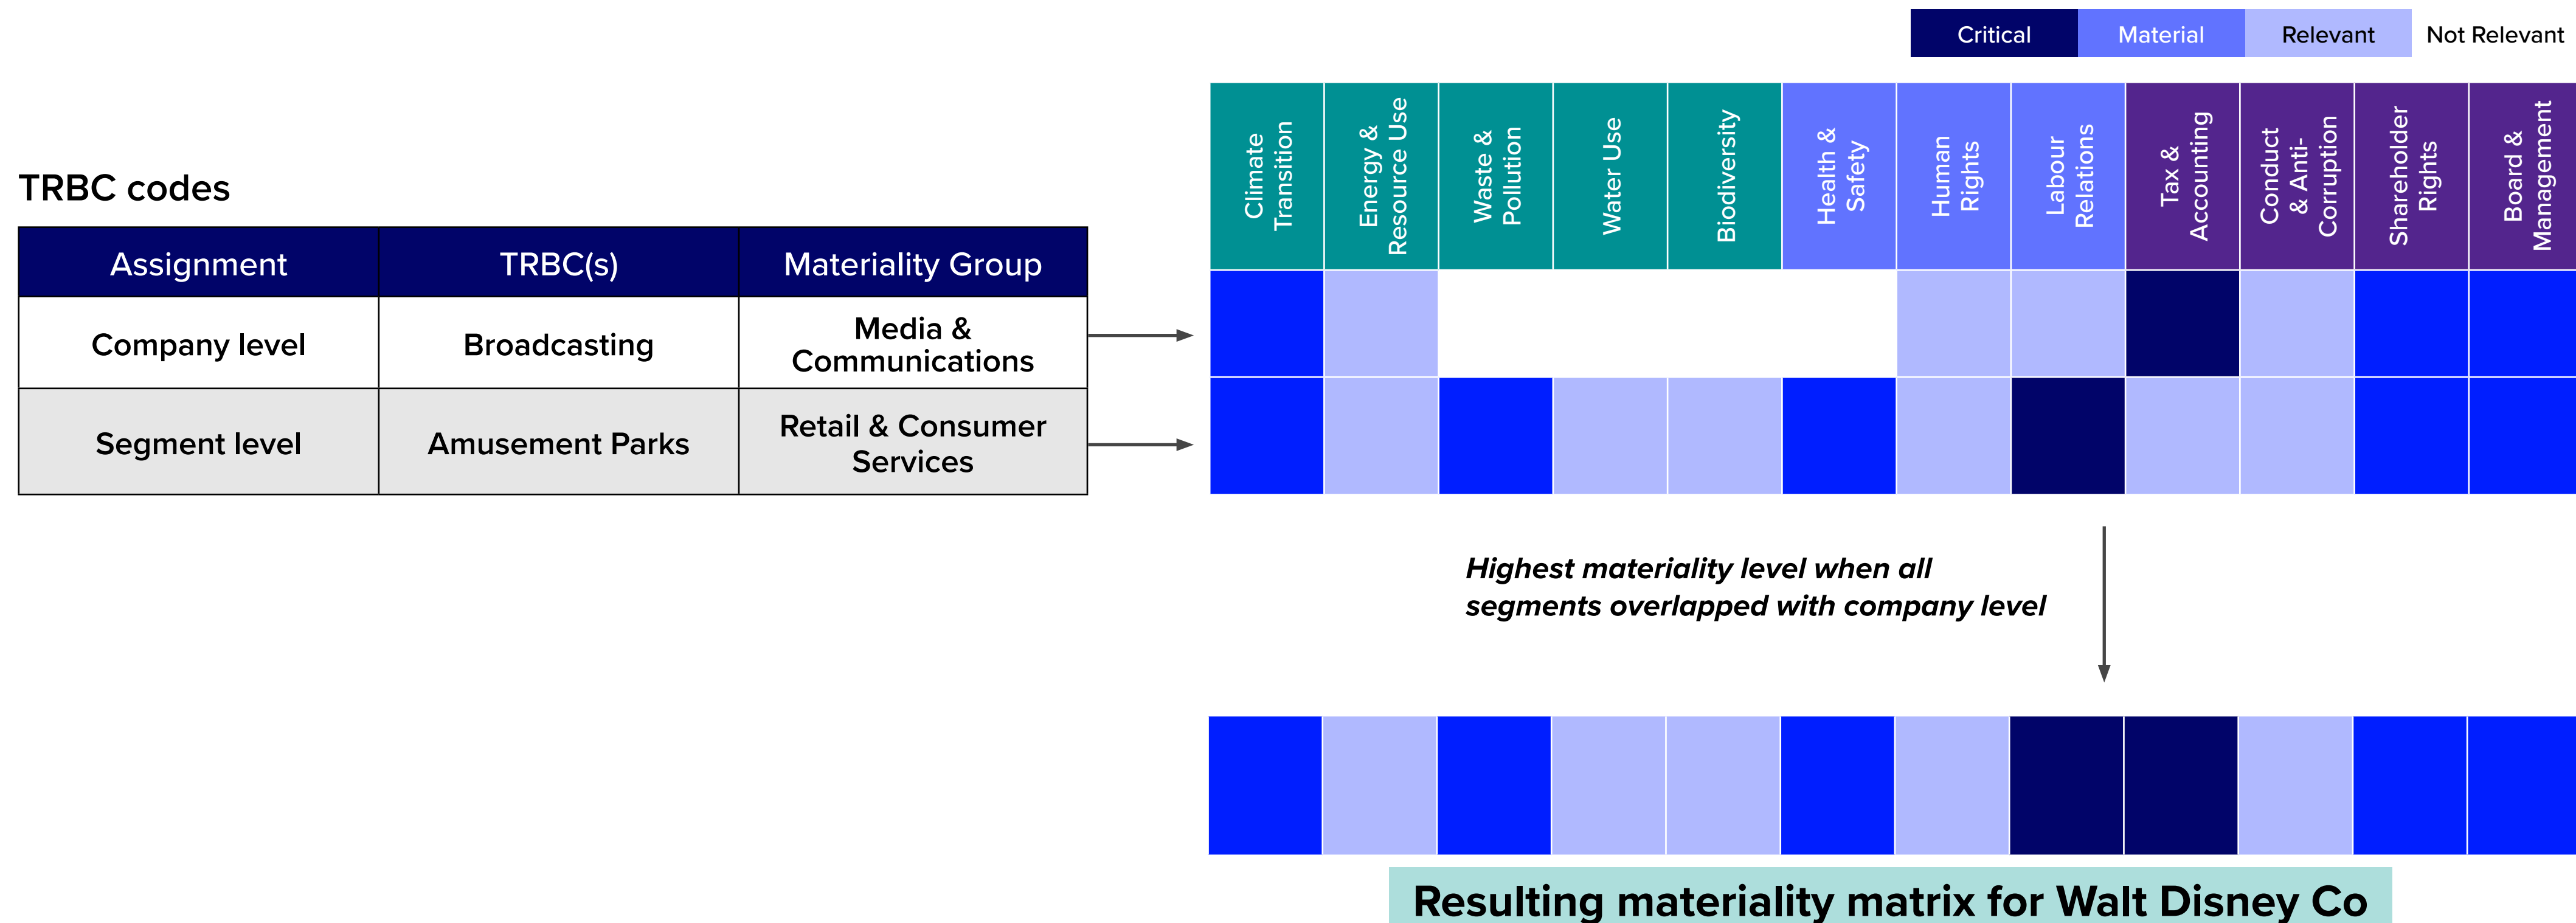 Critical Material Relevant Not Relevant
Climate
Transition
Energy &
Resource Use
Waste &
Pollution
Water Use
Biodiversity
Health &
Safety
Human
Rights
Labour
Relations
Tax &
Accounting
Conduct
& Anti-
Corruption
Shareholder
Rights
Board &
Management
TRBC codes
Assignment TRBC(s) Materiality Group
Company level Broadcasting Media &
Communications
Segment level Amusement Parks Retail & Consumer
Services
Highest materiality level when all
segments overlapped with company level
Resulting materiality matrix for Walt Disney Co